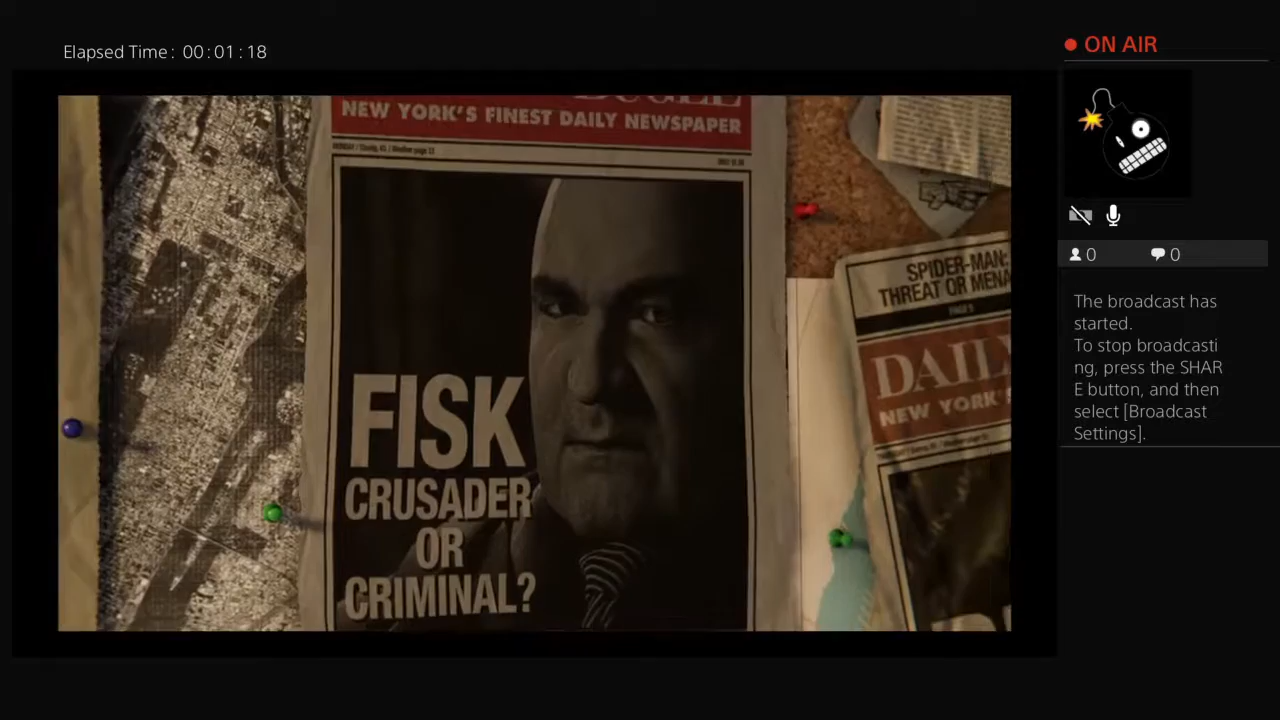 Elapsed Time: 00:01:18
ON AIR
BUGLE
NEW YORK'S FINEST DAILY NEWSPAPER
FISK
CRUSADER
OR
CRIMINAL?
SPIDER-MAN:
THREAT OR MENA
DAILY
NEW YORK'S
0
0
The broadcast has
started.
To stop broadcasti
ng, press the SHAR
E button, and then
select [Broadcast
Settings].